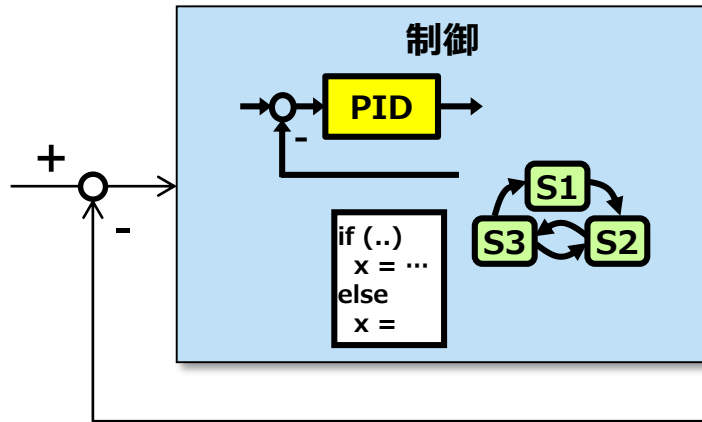 制御
PID
-
+
-
S1
S3
S2
if (..)
x = …
else
x =